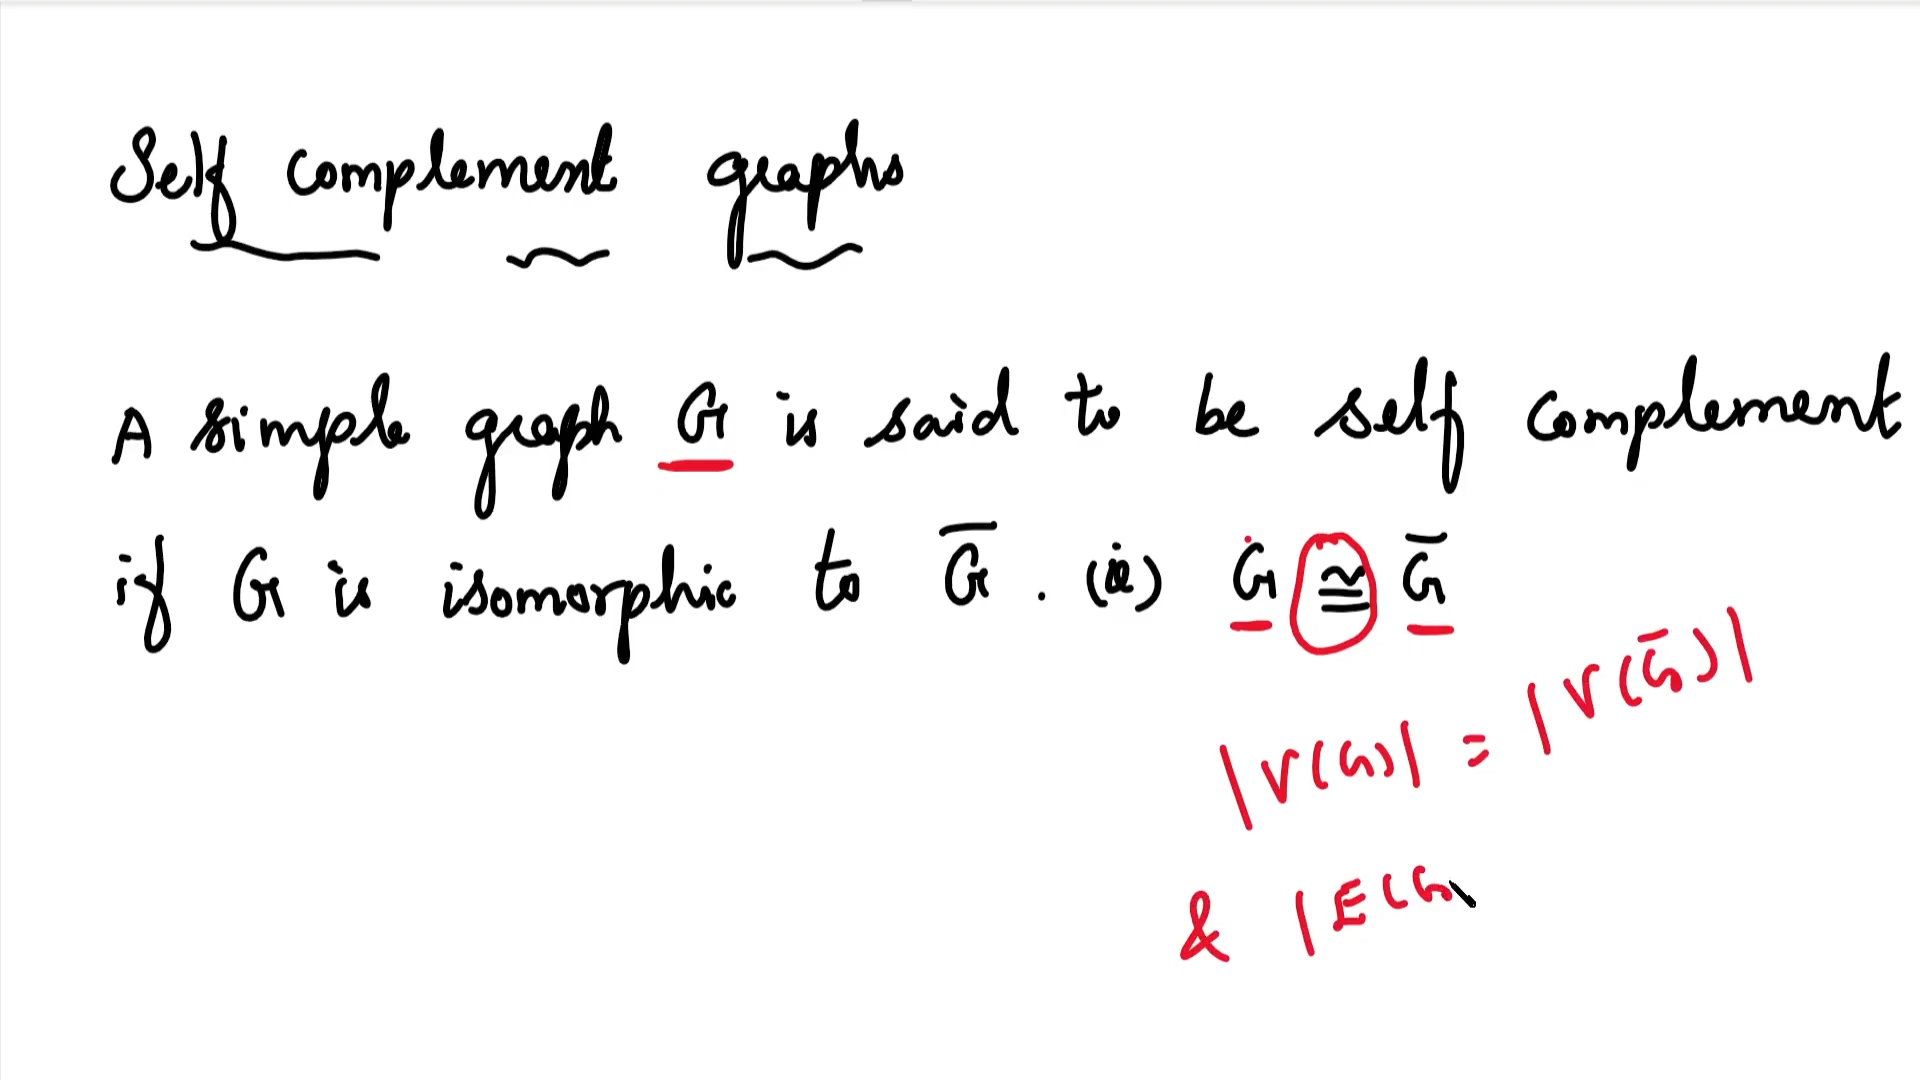 Self complement graphs
A simple graph G is said to be self complement
if G is isomorphic to G̅ . (ie) G ≅ G̅
|V(G)| = |V(G̅)|
& |E(G